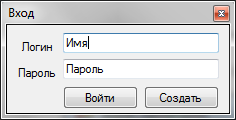 Вход
Логин Имя
Пароль Пароль
Войти Создать